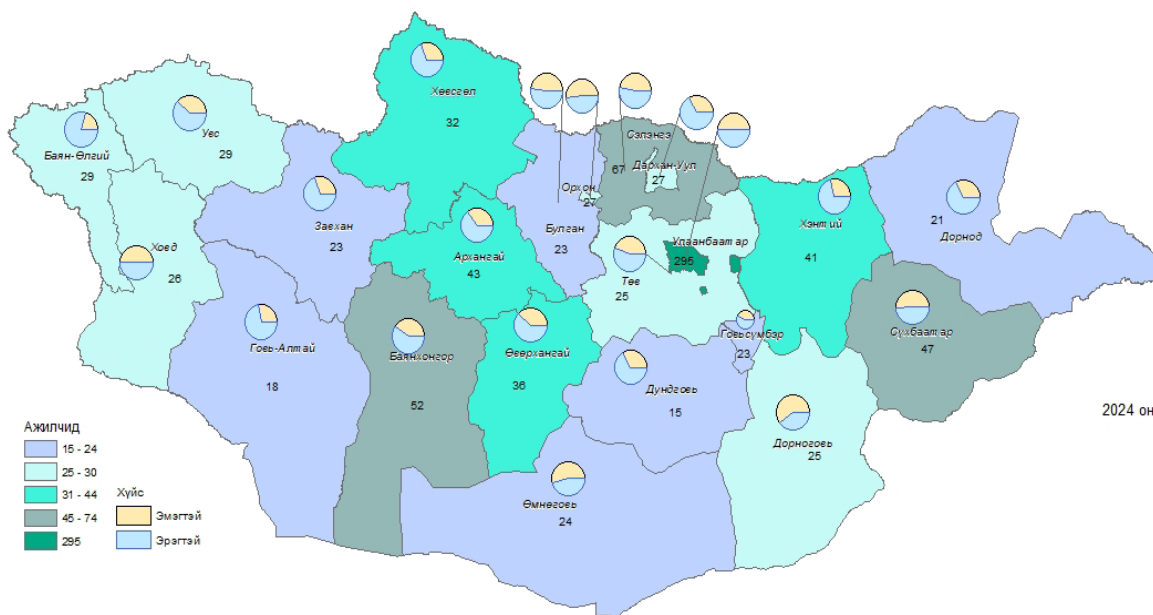 Хөвсгөл
32
Увс
29
Баян-Өлгий
29
Ховд
26
Завхан
23
Архангай
43
Булган
23
Орхон
27
Сэлэнгэ
67
Дархан-Уул
27
Улаанбаатар
295
Төв
25
Хэнтий
41
Дорнод
21
Сүхбаатар
47
Говьсүмбэр
23
Говь-Алтай
18
Баянхонгор
52
Өвөрхангай
36
Дундговь
15
Дорноговь
25
Өмнөговь
24
2024 он
Ажилчид
15 - 24
25 - 30
31 - 44
45 - 74
295
Хүйс
Эмэгтэй
Эрэгтэй